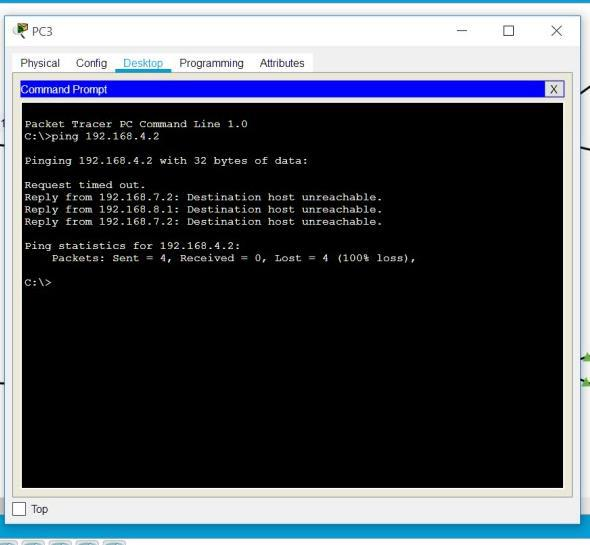 PC3
Physical Config Desktop Programming Attributes
Command Prompt
X
Packet Tracer PC Command Line 1.0
C:\>ping 192.168.4.2
Pinging 192.168.4.2 with 32 bytes of data:
Request timed out.
Reply from 192.168.7.2: Destination host unreachable.
Reply from 192.168.8.1: Destination host unreachable.
Reply from 192.168.7.2: Destination host unreachable.
Ping statistics for 192.168.4.2:
Packets: Sent = 4, Received = 0, Lost = 4 (100% loss),
C:\>
Top